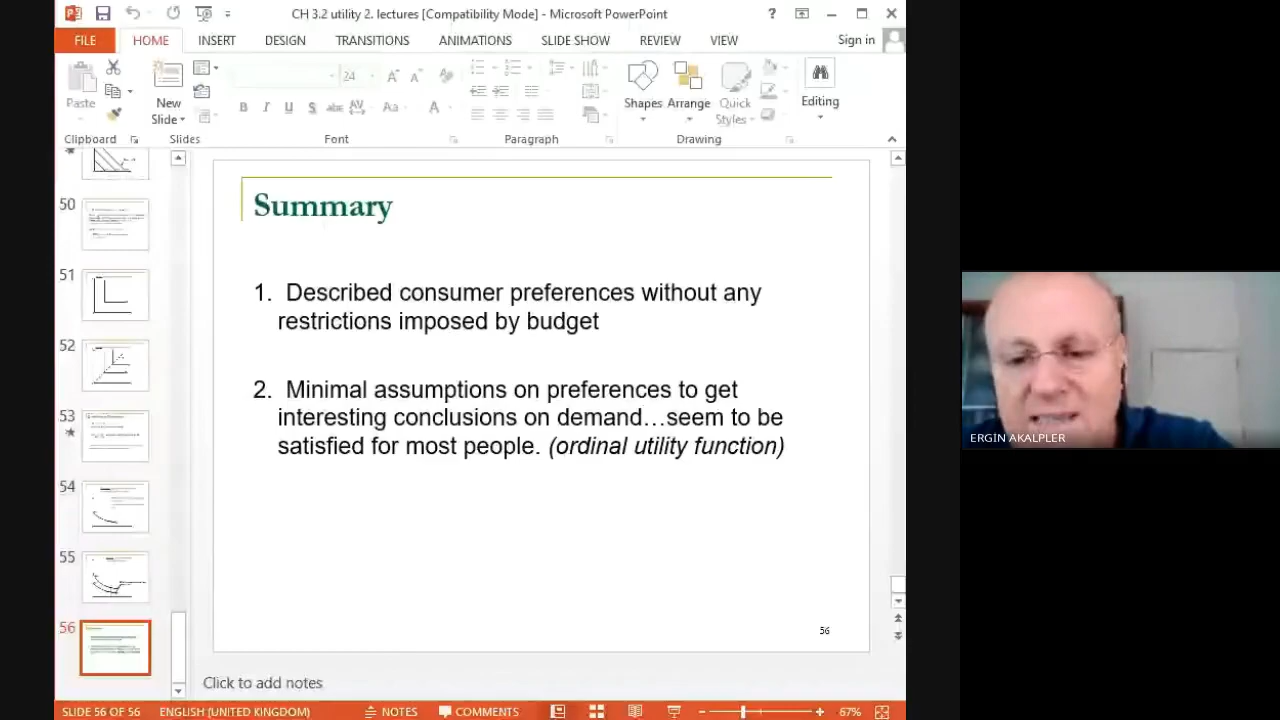 CH 3.2 utility 2. lectures [Compatibility Mode] - Microsoft PowerPoint
FILE
HOME
INSERT
DESIGN
TRANSITIONS
ANIMATIONS
SLIDE SHOW
REVIEW
VIEW
Sign in
Paste
New
Slide
24
Shapes
Arrange
Quick
Styles
Editing
Clipboard
Slides
Font
Paragraph
Drawing
50
51
52
53
54
55
56
Summary
1. Described consumer preferences without any
restrictions imposed by budget
2. Minimal assumptions on preferences to get
interesting conclusions on demand…seem to be
satisfied for most people. (ordinal utility function)
56
Click to add notes
ERGIN AKALPLER
SLIDE 56 OF 56
ENGLISH (UNITED KINGDOM)
NOTES
COMMENTS
67%